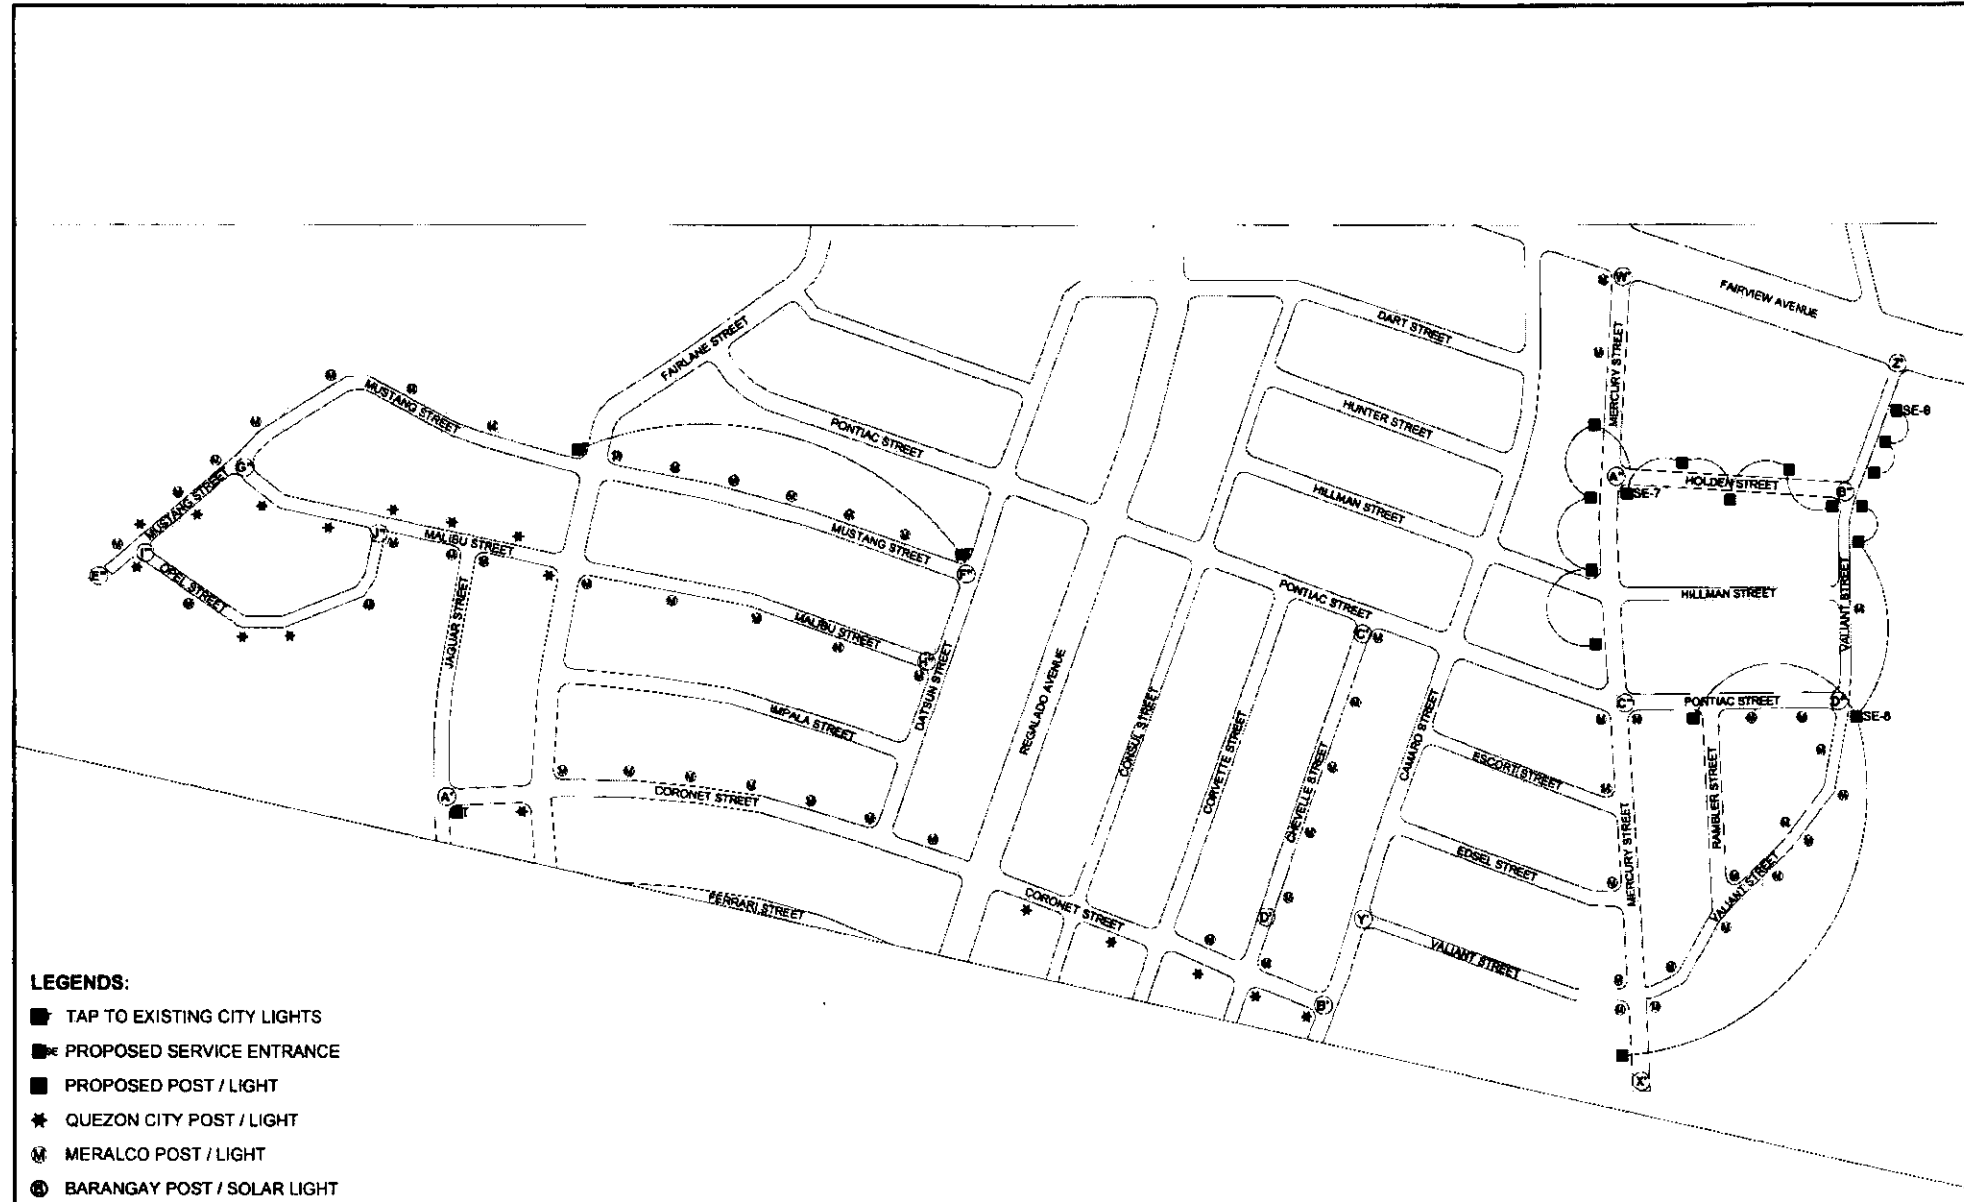 FAIRVIEW AVENUE
W'
Z'
FAIRLANE STREET
DART STREET
MERCURY STREET
MUSTANG STREET
PONTIAC STREET
HUNTER STREET
SE-7
A"
HOLDEN STREET
B"
G"
MUSTANG STREET
HILLMAN STREET
MUSTANG STREET
MALIBU STREET
J"
I"
E"
OPEL STREET
F"
PONTIAC STREET
HILLMAN STREET
VALIANT STREET
JAGUAR STREET
MALIBU STREET
DATSUN STREET
C'
REGALADO AVENUE
IMPALA STREET
CONSUL STREET
CORVETTE STREET
CHEVELLE STREET
CAMARO STREET
C"
PONTIAC STREET
D"
ESCORT STREET
RAMBLER STREET
A'
CORONET STREET
EDSEL STREET
MERCURY STREET
VALIANT STREET
FERRARI STREET
CORONET STREET
D'
Y'
VALIANT STREET
B'
X'
LEGENDS:
TAP TO EXISTING CITY LIGHTS
SE PROPOSED SERVICE ENTRANCE
PROPOSED POST / LIGHT
QUEZON CITY POST / LIGHT
M MERALCO POST / LIGHT
B BARANGAY POST / SOLAR LIGHT